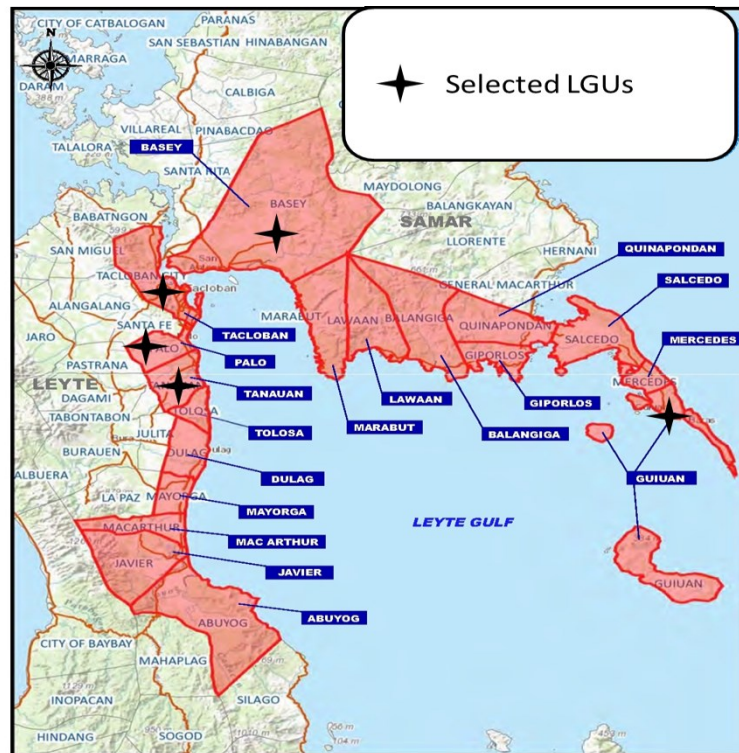 CITY OF CATBALOGAN
PARANAS
N
SAN SEBASTIAN
HINABANGAN
MARRAGA
DARAM
CALBIGA
Selected LGUs
VILLAREAL
PINABACDAO
TALALORA
BASEY
SANTA RITA
MAYDOLONG
BASEY
BABATNGON
BALANGKAYAN
SAMAR
LLORENTE
SAN MIGUEL
HERNANI
QUINAPONDAN
San
TACLOBAN CITY
Tacloban
GENERAL MACARTHUR
SALCEDO
ALANGALANG
MARABUT
LAWAAN
BALANGIGA
SANTA FE
QUINAPONDAN
TACLOBAN
SALCEDO
MERCEDES
JARO
PALO
GIPORLOS
PASTRANA
LEYTE
TANAUAN
MERCEDES
DAGAMI
LAWAAN
GIPORLOS
TABONTABON
TOLOSA
TOLOSA
MARABUT
BALANGIGA
JULITA
BURAUEN
DULAG
Dulag
DULAG
ALBUERA
GUIUAN
LA PAZ
MAYORGA
MAYORGA
LEYTE GULF
MACARTHUR
MAC ARTHUR
JAVIER
JAVIER
GUIUAN
ABUYOG
ABUYOG
CITY OF BAYBAY
MAHAPLAG
INOPACAN
SILAGO
HINDANG
SOGOD
104 m